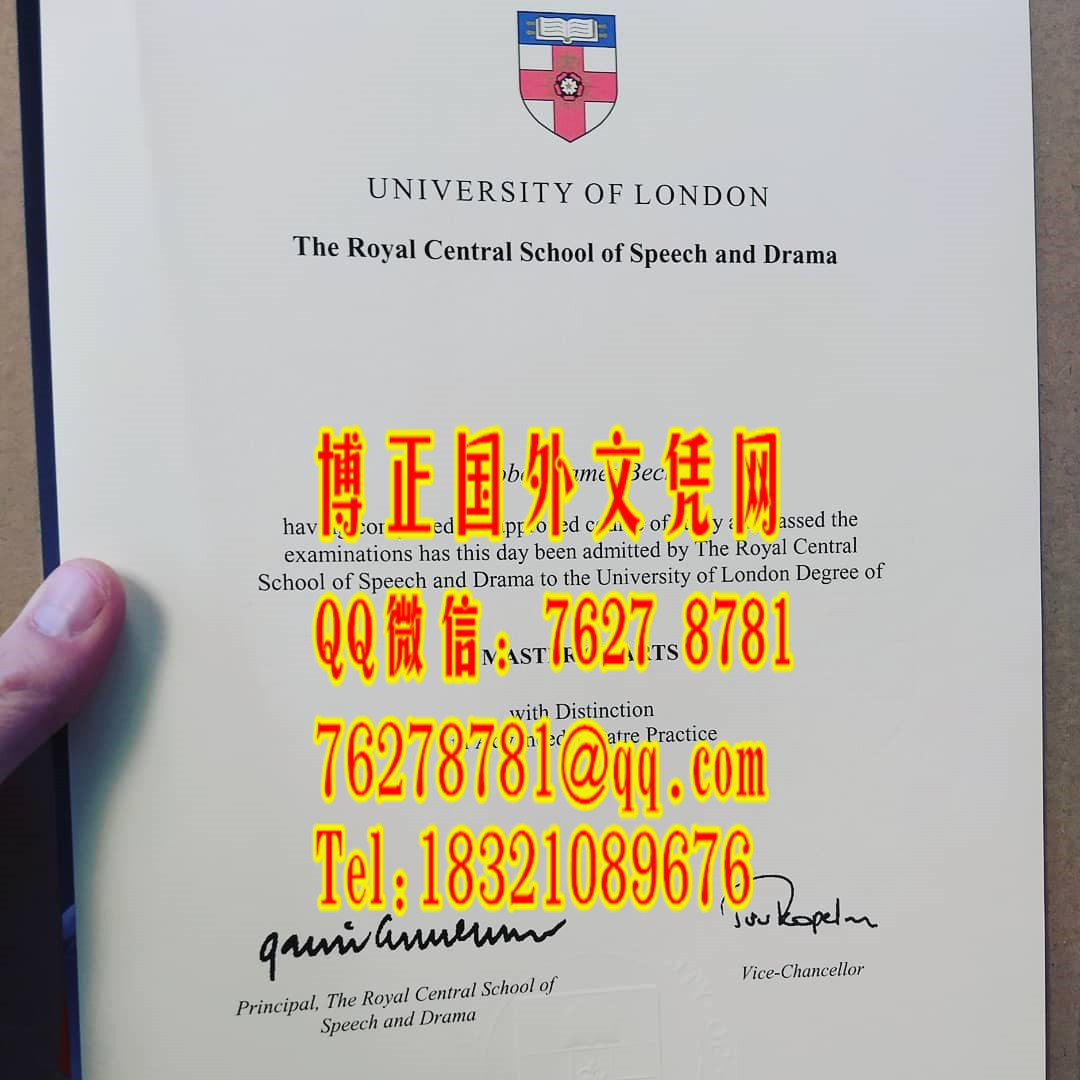 UNIVERSITY OF LONDON
The Royal Central School of Speech and Drama
博正国外文凭网
examinations has this day been admitted by The Royal Central
School of Speech and Drama to the University of London Degree of
QQ微信：7627 8781
MASTER ARTS
with Distinction
Practice
76278781@qq.com
Tel:18321089676
Principal, The Royal Central School of
Speech and Drama
Vice-Chancellor